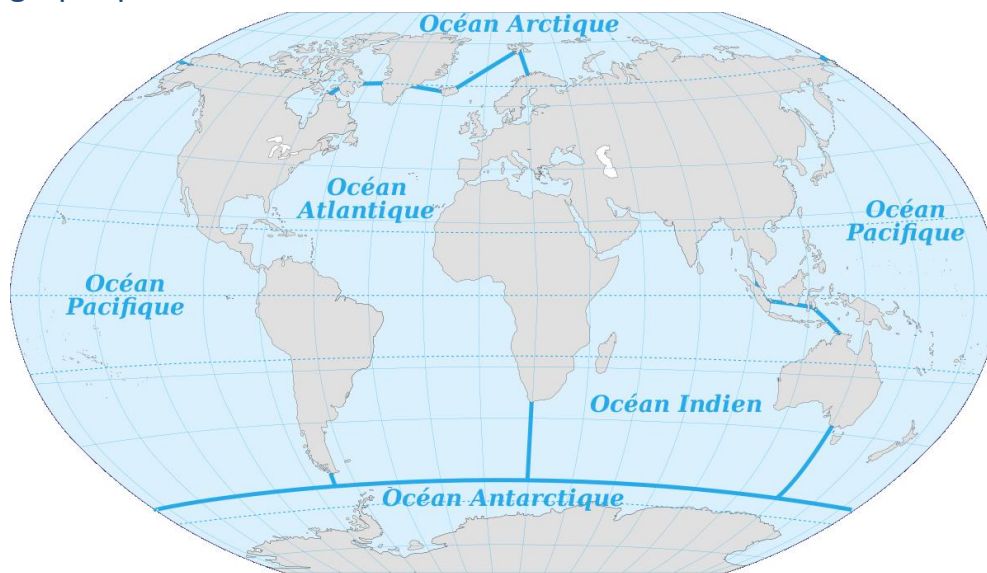 Océan Arctique
Océan
Atlantique
Océan
Pacifique
Océan
Pacifique
Océan Indien
Océan Antarctique